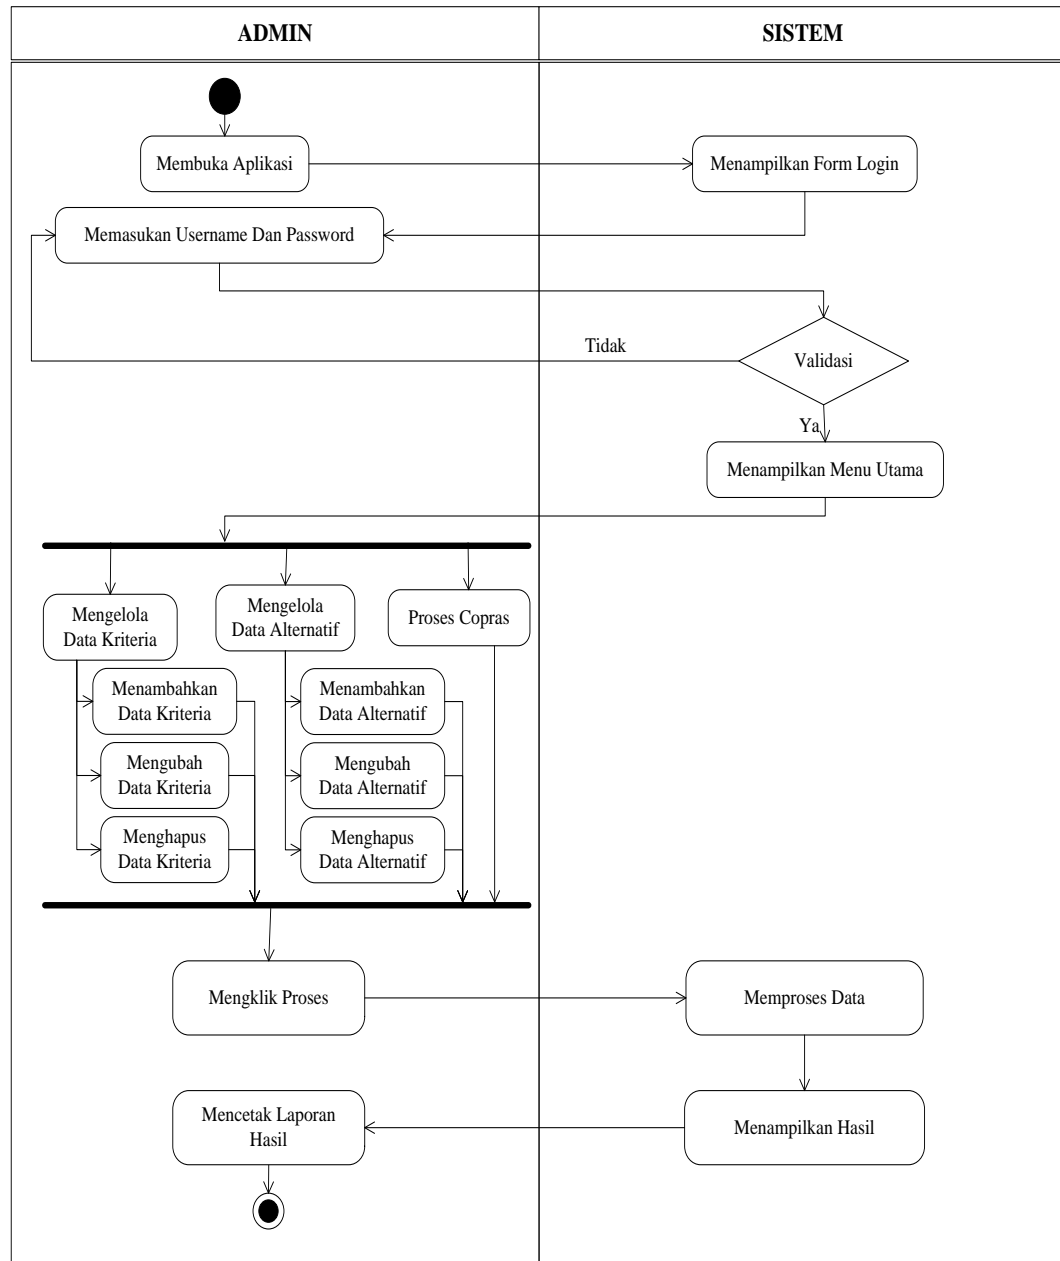 ADMIN
SISTEM
Membuka Aplikasi
Menampilkan Form Login
Memasukan Username Dan Password
Tidak
Validasi
Ya
Menampilkan Menu Utama
Mengelola
Data Kriteria
Mengelola
Data Alternatif
Proses Copras
Menambahkan
Data Kriteria
Menambahkan
Data Alternatif
Mengubah
Data Kriteria
Mengubah
Data Alternatif
Menghapus
Data Kriteria
Menghapus
Data Alternatif
Mengklik Proses
Memproses Data
Mencetak Laporan
Hasil
Menampilkan Hasil